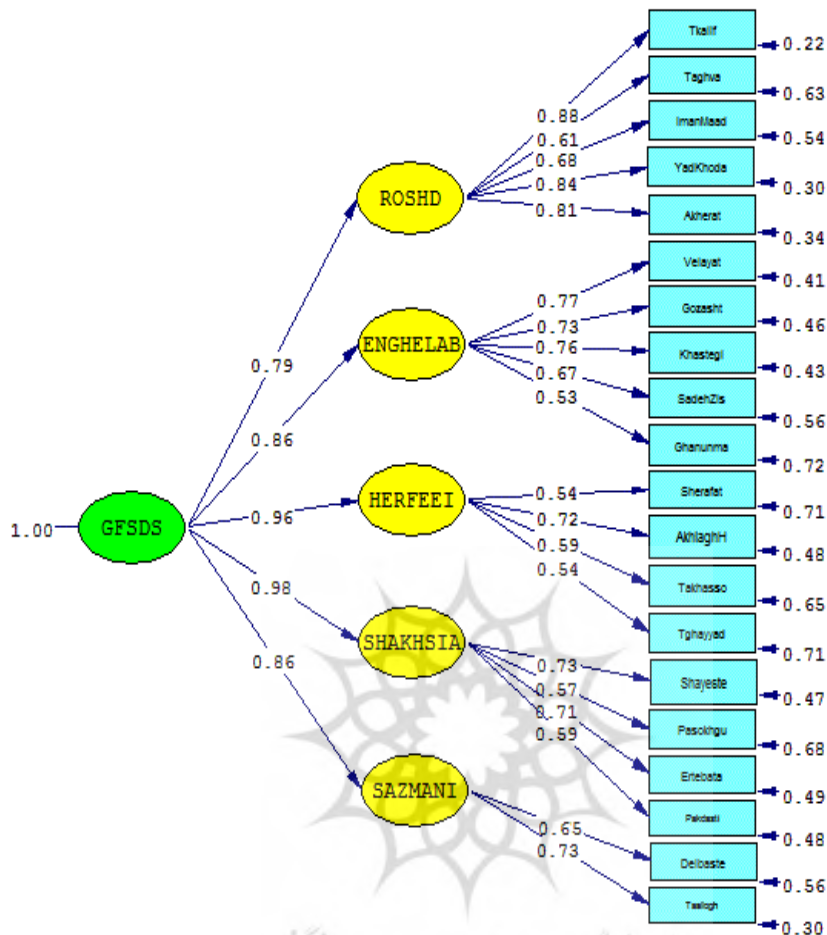 Tkalif
0.22
Taghva
0.63
ImanMaad
0.54
YadKhoda
0.30
Akherat
0.34
Velayat
0.41
Gozasht
0.46
Khastegi
0.43
SadehZis
0.56
Ghanunma
0.72
Sherafat
0.71
AkhlaghH
0.48
Takhasso
0.65
Tghayyad
0.71
Shayeste
0.47
Pasokhgu
0.68
Ertebata
0.49
Pakdasti
0.48
Delbaste
0.56
Taalogh
0.30
0.88
0.61
0.68
0.84
0.81
ROSHD
0.77
0.73
0.76
0.67
0.53
ENGHELAB
0.54
0.72
0.59
0.54
HERFEEI
0.73
0.57
0.71
0.59
SHAKHSIA
0.65
0.73
SAZMANI
0.79
0.86
0.96
0.98
0.86
1.00
GFSDS